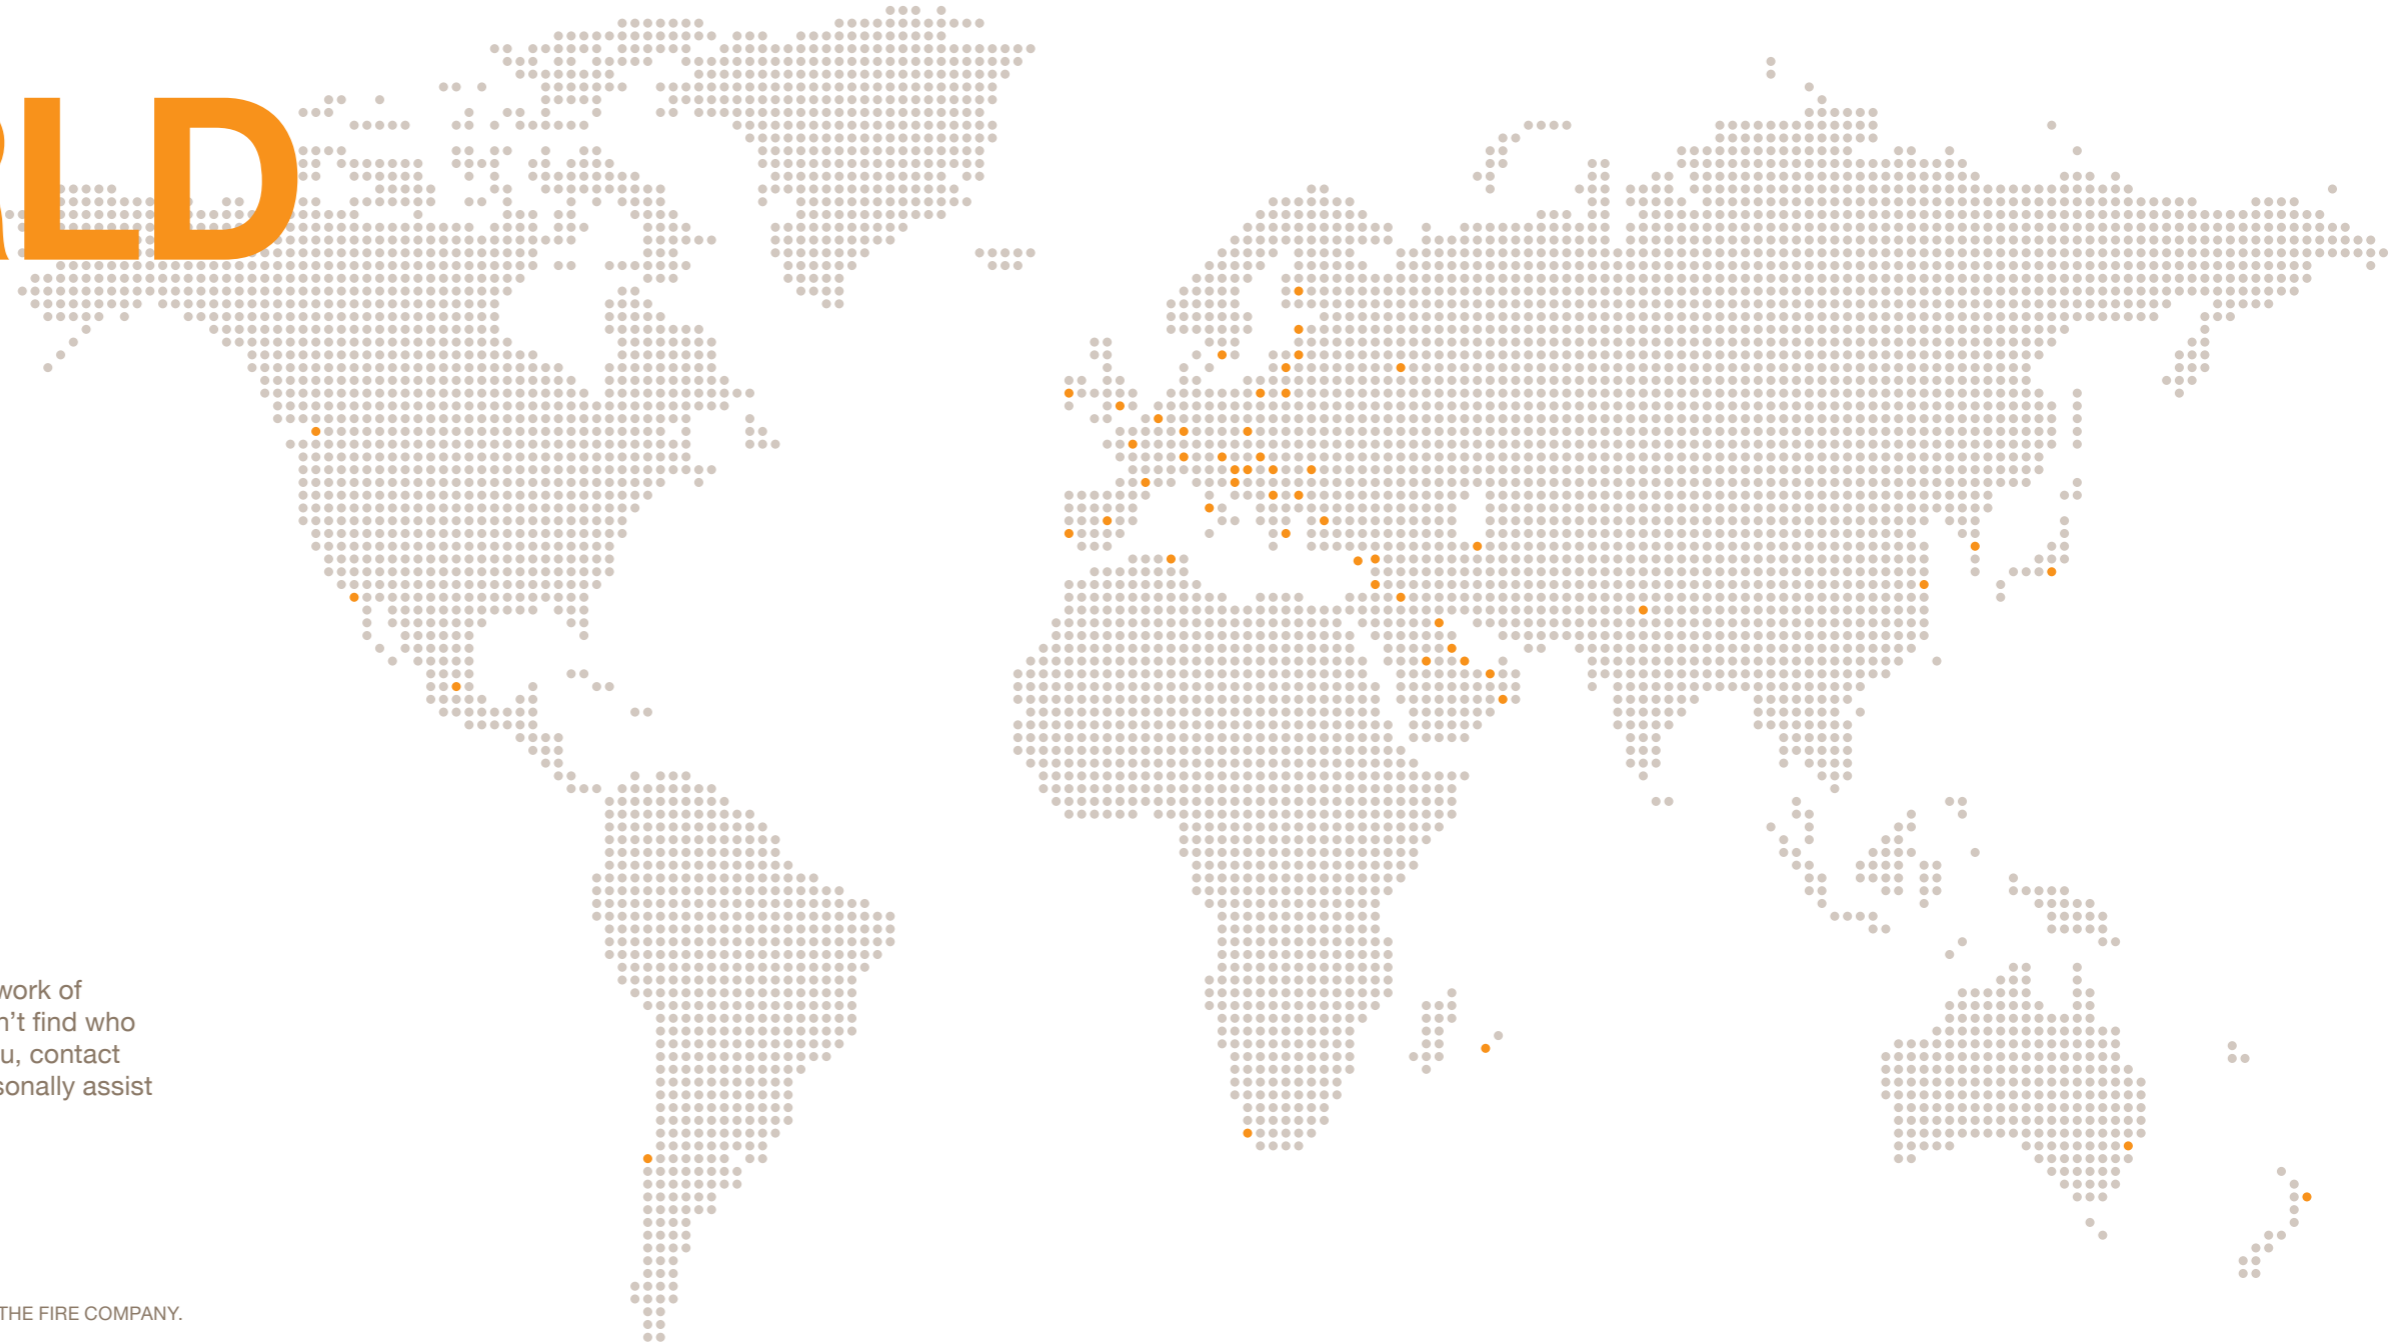 RLD
work of
n't find who
u, contact
sonally assist
THE FIRE COMPANY.